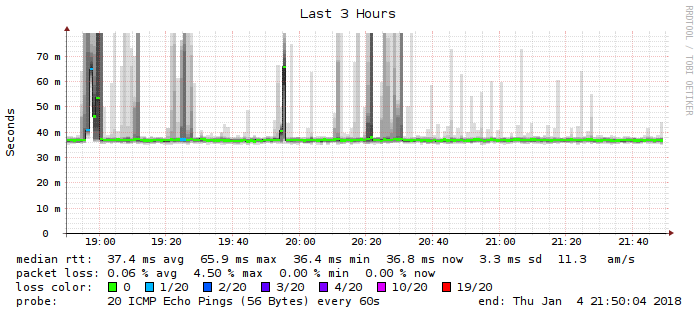 Last 3 Hours
RRDTOOL / TOBI OETIKER
Seconds
70 m
60 m
50 m
40 m
30 m
20 m
10 m
0
19:00 19:20 19:40 20:00 20:20 20:40 21:00 21:20 21:40
median rtt: 37.4 ms avg 65.9 ms max 36.4 ms min 36.8 ms now 3.3 ms sd 11.3 am/s
packet loss: 0.06 % avg 4.50 % max 0.00 % min 0.00 % now
loss color: 0 1/20 2/20 3/20 4/20 10/20 19/20
probe: 20 ICMP Echo Pings (56 Bytes) every 60s end: Thu Jan 4 21:50:04 2018